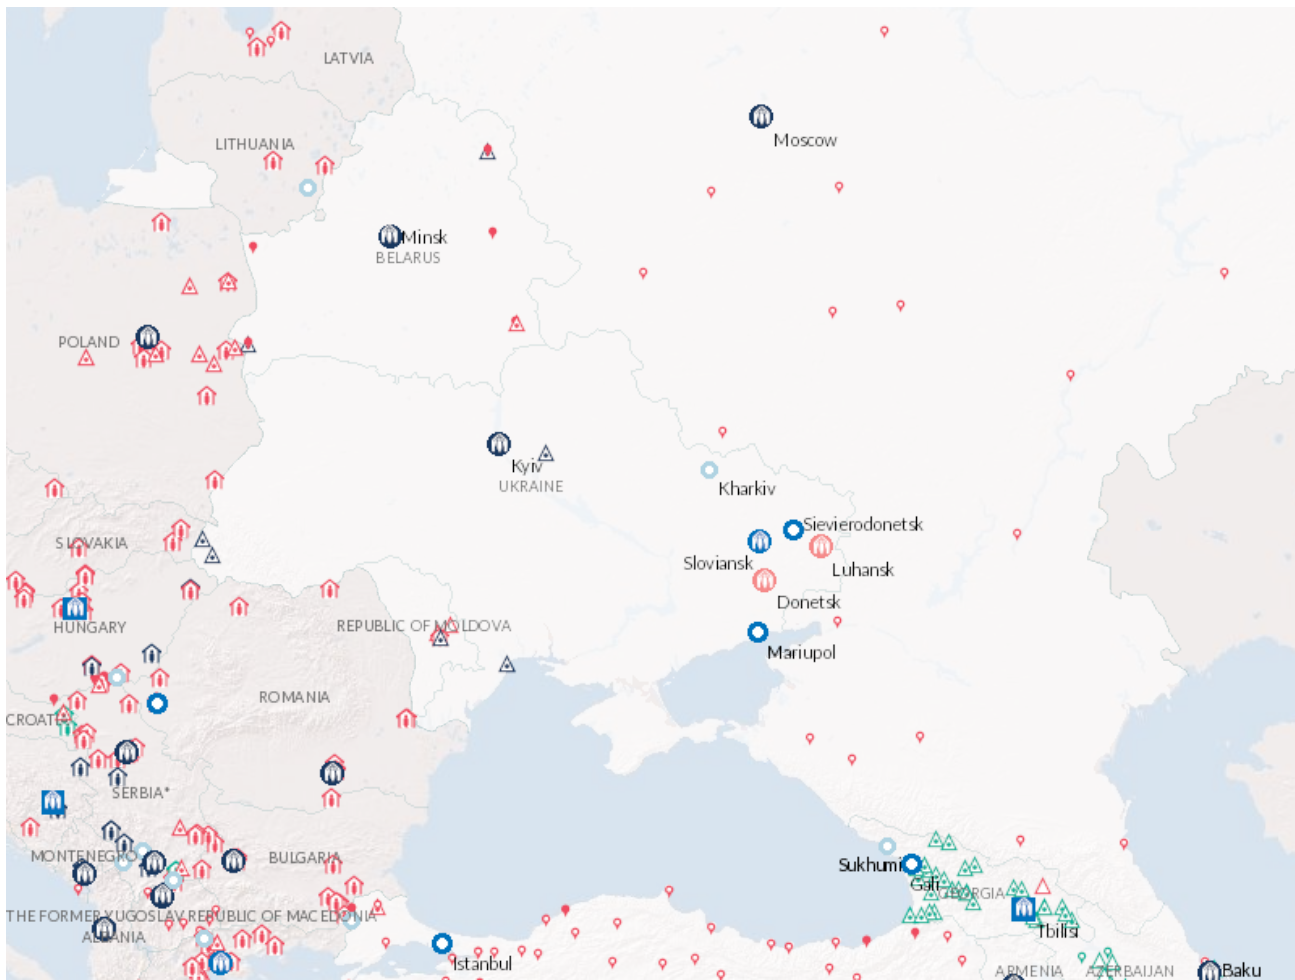 LATVIA
Moscow
LITHUANIA
Minsk
BELARUS
POLAND
Kyiv
UKRAINE
Kharkiv
Sievierodonetsk
SLOVAKIA
Sloviansk
Luhansk
Donetsk
HUNGARY
REPUBLIC OF MOLDOVA
Mariupol
ROMANIA
CROATIA
SERBIA*
MONTENEGRO
BULGARIA
Sukhumi
Gali
GEORGIA
THE FORMER YUGOSLAV REPUBLIC OF MACEDONIA
Tbilisi
ALBANIA
Istanbul
ARMENIA
AZERBAIJAN
Baku